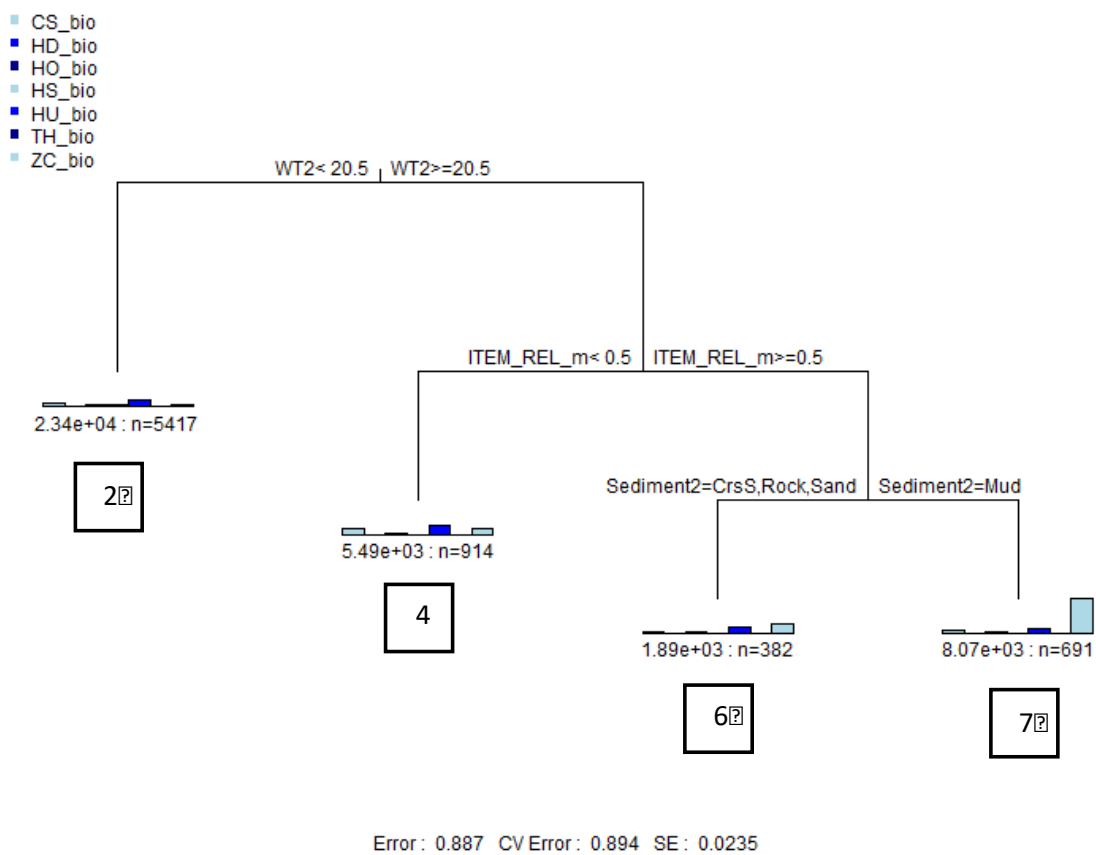 CS_bio
HD_bio
HO_bio
HS_bio
HU_bio
TH_bio
ZC_bio
WT2< 20.5 WT2>=20.5
ITEM_REL_m< 0.5 ITEM_REL_m>=0.5
2.34e+04 : n=5417
2⍰
Sediment2=CrsS,Rock,Sand Sediment2=Mud
5.49e+03 : n=914
4
1.89e+03 : n=382 8.07e+03 : n=691
6⍰ 7⍰
Error : 0.887 CV Error : 0.894 SE : 0.0235